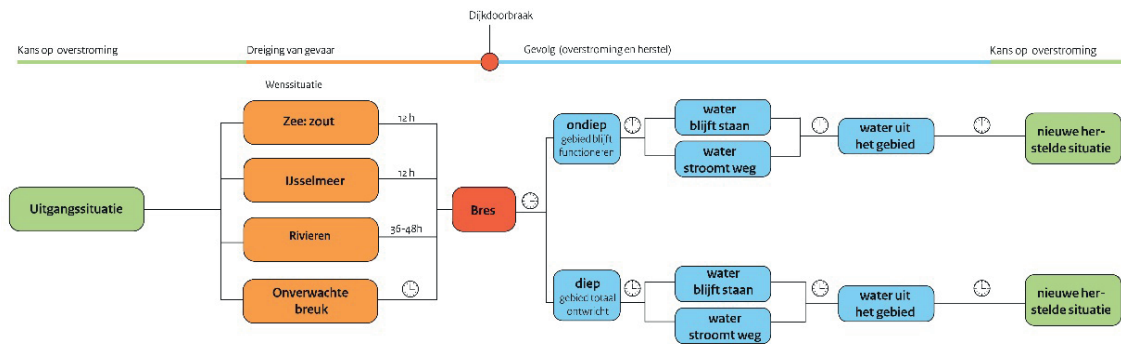 Dijkdoorbraak
Kans op overstroming
Dreiging van gevaar
Gevolg (overstroming en herstel)
Kans op overstroming
Wenssituatie
Uitgangssituatie
Zee: zout
12 h
IJsselmeer
12 h
Rivieren
36-48h
Onverwachte
breuk
Bres
ondiep
gebied blijft
functioneren
water
blijft staan
water
stroomt weg
water uit
het gebied
nieuwe her-
stelde situatie
diep
gebied totaal
ontwricht
water
blijft staan
water
stroomt weg
water uit
het gebied
nieuwe her-
stelde situatie